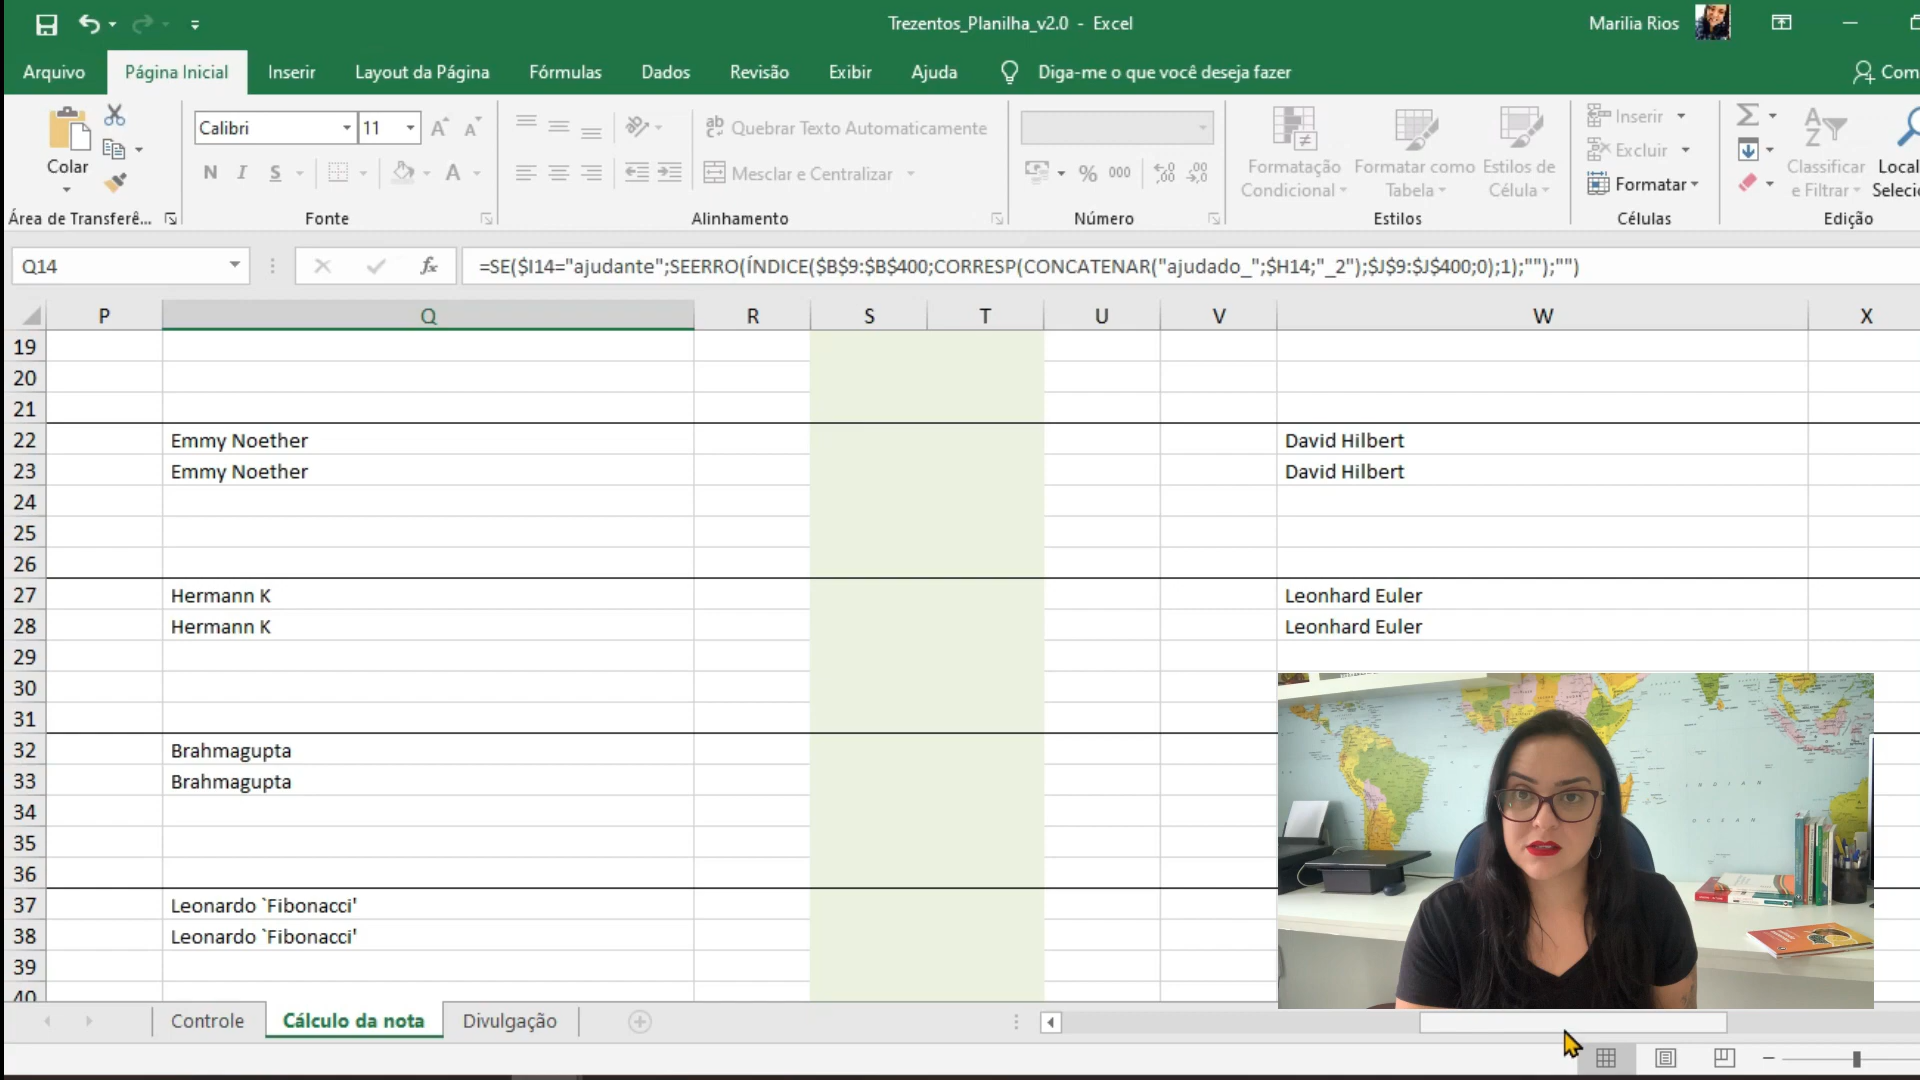 Trezentos_Planilha_v2.0 - Excel
Marilia Rios
Arquivo Página Inicial Inserir Layout da Página Fórmulas Dados Revisão Exibir Ajuda Diga-me o que você deseja fazer Com
Colar
Área de Transferê...
Calibri 11
N I S A
Fonte
Quebrar Texto Automaticamente
Mesclar e Centralizar
Alinhamento
% 000
Número
Formatação Condicional
Formatar como Tabela
Estilos de Célula
Estilos
Inserir
Excluir
Formatar
Células
Classificar e Filtrar
Local
Seleci
Edição
Q14
fx
=SE($I14="ajudante";SEERRO(ÍNDICE($B$9:$B$400;CORRESP(CONCATENAR("ajudado_";$H14;"_2");$J$9:$J$400;0);1);"");"")
P Q R S T U V W X
19
20
21
22 Emmy Noether David Hilbert
23 Emmy Noether David Hilbert
24
25
26
27 Hermann K Leonhard Euler
28 Hermann K Leonhard Euler
29
30
31
32 Brahmagupta
33 Brahmagupta
34
35
36
37 Leonardo `Fibonacci'
38 Leonardo `Fibonacci'
39
40
Controle Cálculo da nota Divulgação